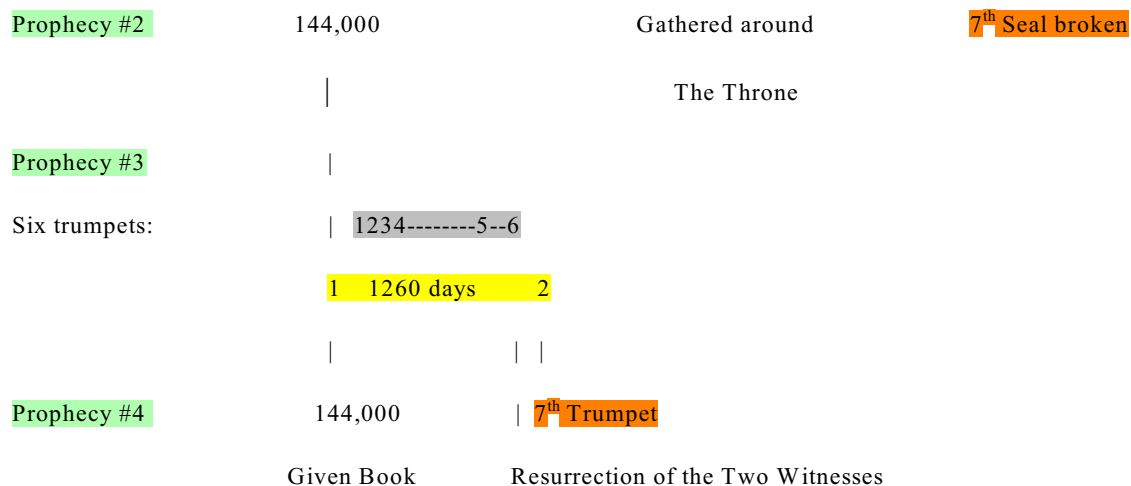 Prophecy #2 144,000 Gathered around 7th Seal broken
| The Throne
Prophecy #3 |
Six trumpets: | 1234--------5--6
1 1260 days 2
| | |
Prophecy #4 144,000 | 7th Trumpet
Given Book Resurrection of the Two Witnesses